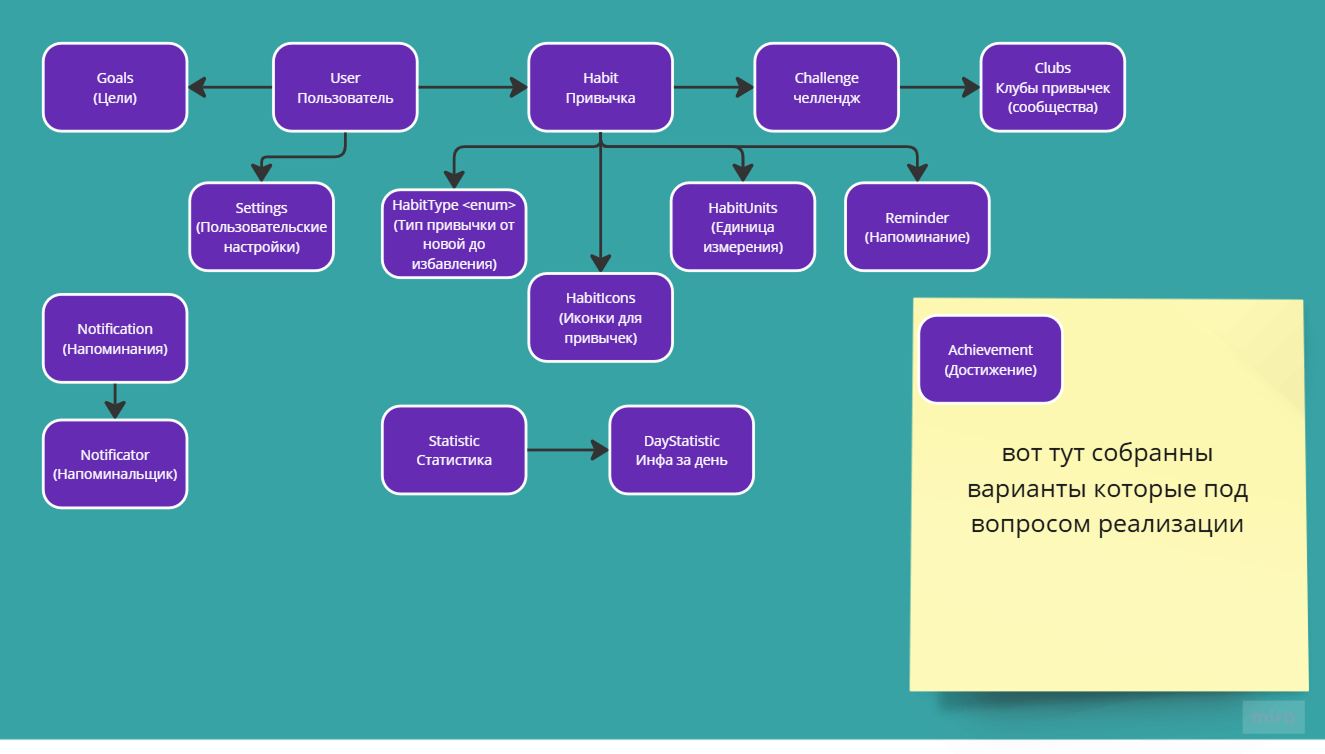 Goals
(Цели)
User
Пользователь
Habit
Привычка
Challenge
челлендж
Clubs
Клубы привычек
(сообщества)
Settings
(Пользовательские
настройки)
HabitType <enum>
(Тип привычки от
новой до
избавления)
HabitUnits
(Единица
измерения)
Reminder
(Напоминание)
HabitIcons
(Иконки для
привычек)
Notification
(Напоминания)
Achievement
(Достижение)
Notificator
(Напоминальщик)
Statistic
Статистика
DayStatistic
Инфа за день
вот тут собранны
варианты которые под
вопросом реализации
miro